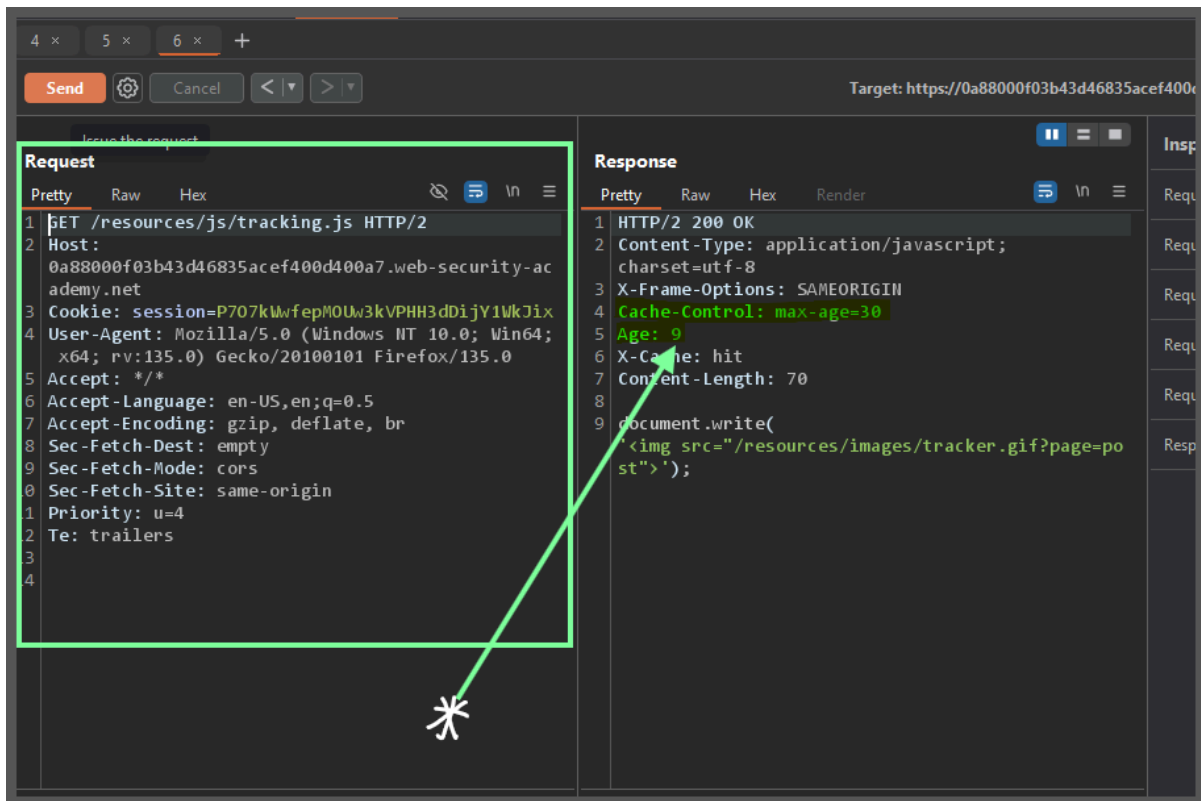 4 × 5 × 6 × +
Send Cancel < >
Target: https://0a88000f03b43d46835acef400
Issue the request
Request
Pretty Raw Hex \n
1 GET /resources/js/tracking.js HTTP/2
2 Host:
0a88000f03b43d46835acef400d400a7.web-security-ac
ademy.net
3 Cookie: session=P7O7kWwfepMOUw3kVPHH3dDijY1WkJix
4 User-Agent: Mozilla/5.0 (Windows NT 10.0; Win64;
x64; rv:135.0) Gecko/20100101 Firefox/135.0
5 Accept: */*
6 Accept-Language: en-US,en;q=0.5
7 Accept-Encoding: gzip, deflate, br
8 Sec-Fetch-Dest: empty
9 Sec-Fetch-Mode: cors
0 Sec-Fetch-Site: same-origin
1 Priority: u=4
2 Te: trailers
3
4
Response
Pretty Raw Hex Render \n
1 HTTP/2 200 OK
2 Content-Type: application/javascript;
charset=utf-8
3 X-Frame-Options: SAMEORIGIN
4 Cache-Control: max-age=30
5 Age: 9
6 X-Cache: hit
7 Content-Length: 70
8
9 document.write(
'<img src="/resources/images/tracker.gif?page=po
st">');
Insp
Requ
Requ
Requ
Requ
Requ
Resp